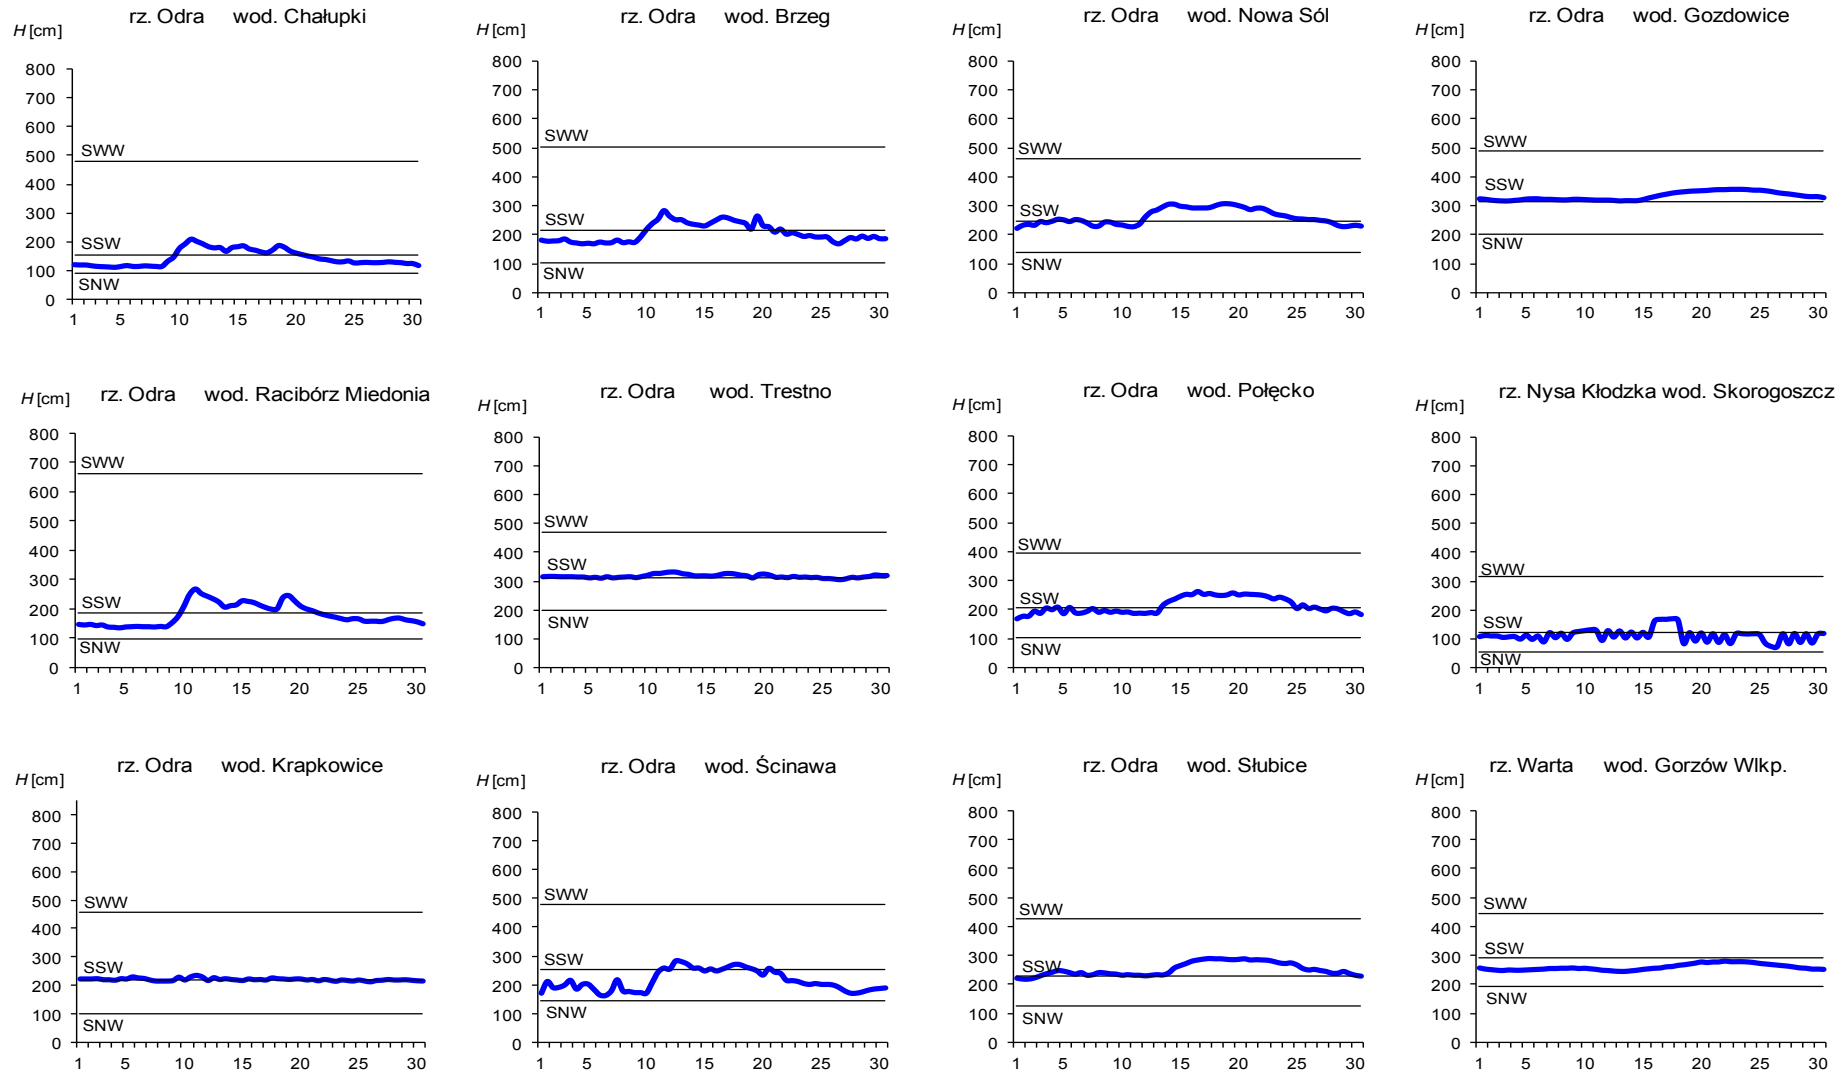 rz. Odra wod. Chałupki
H [cm]
800
700
600
500
400
300
200
100
0
SWW
SSW
SNW
1 5 10 15 20 25 30
rz. Odra wod. Brzeg
H [cm]
800
700
600
500
400
300
200
100
0
SWW
SSW
SNW
1 5 10 15 20 25 30
rz. Odra wod. Nowa Sól
H [cm]
800
700
600
500
400
300
200
100
0
SWW
SSW
SNW
1 5 10 15 20 25 30
rz. Odra wod. Gozdowice
H [cm]
800
700
600
500
400
300
200
100
0
SWW
SSW
SNW
1 5 10 15 20 25 30
rz. Odra wod. Racibórz Miedonia
H [cm]
800
700
600
500
400
300
200
100
0
SWW
SSW
SNW
1 5 10 15 20 25 30
rz. Odra wod. Trestno
H [cm]
800
700
600
500
400
300
200
100
0
SWW
SSW
SNW
1 5 10 15 20 25 30
rz. Odra wod. Połęcko
H [cm]
800
700
600
500
400
300
200
100
0
SWW
SSW
SNW
1 5 10 15 20 25 30
rz. Nysa Kłodzka wod. Skorogoszcz
H [cm]
800
700
600
500
400
300
200
100
0
SWW
SSW
SNW
1 5 10 15 20 25 30
rz. Odra wod. Krapkowice
H [cm]
800
700
600
500
400
300
200
100
0
SWW
SSW
SNW
1 5 10 15 20 25 30
rz. Odra wod. Ścinawa
H [cm]
800
700
600
500
400
300
200
100
0
SWW
SSW
SNW
1 5 10 15 20 25 30
rz. Odra wod. Słubice
H [cm]
800
700
600
500
400
300
200
100
0
SWW
SSW
SNW
1 5 10 15 20 25 30
rz. Warta wod. Gorzów Wlkp.
H [cm]
800
700
600
500
400
300
200
100
0
SWW
SSW
SNW
1 5 10 15 20 25 30